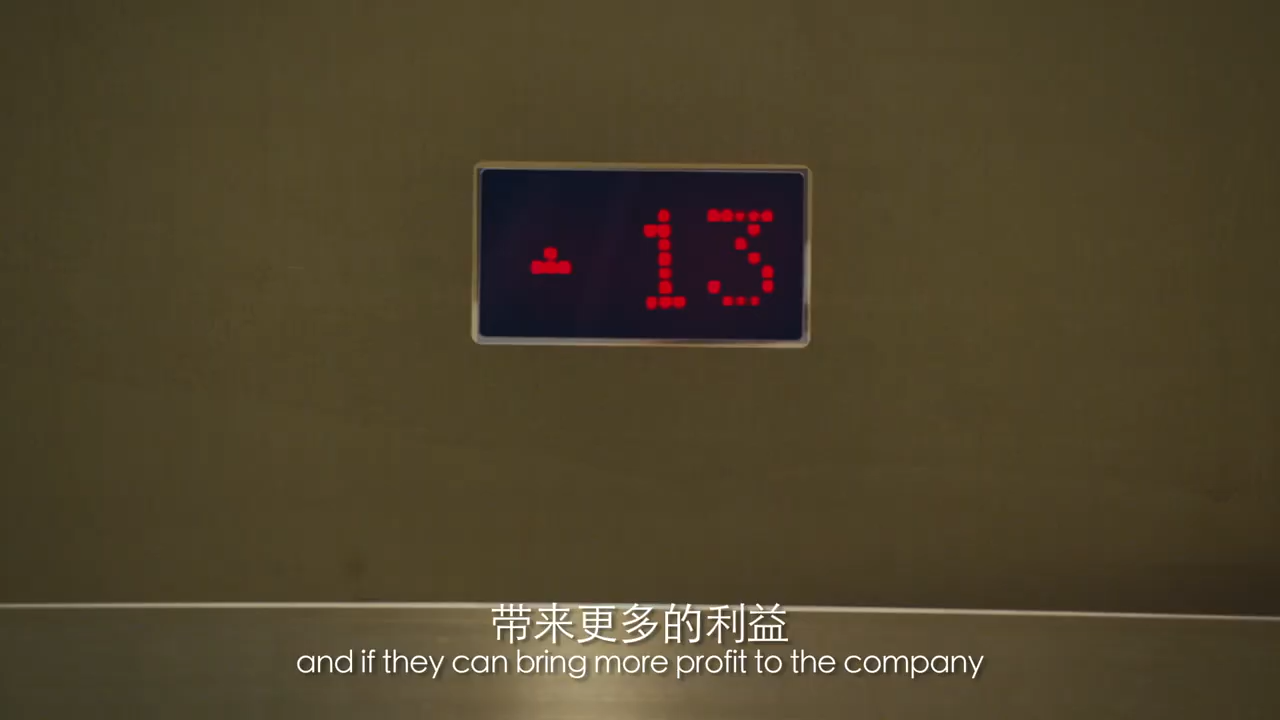 13
带来更多的利益
and if they can bring more profit to the company